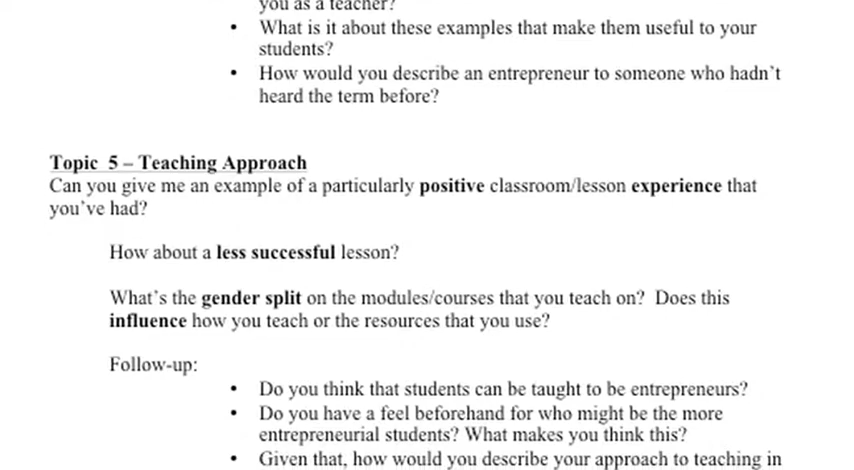 you as a teacher?
• What is it about these examples that make them useful to your
students?
• How would you describe an entrepreneur to someone who hadn't
heard the term before?
Topic 5 – Teaching Approach
Can you give me an example of a particularly positive classroom/lesson experience that
you've had?
How about a less successful lesson?
What's the gender split on the modules/courses that you teach on? Does this
influence how you teach or the resources that you use?
Follow-up:
• Do you think that students can be taught to be entrepreneurs?
• Do you have a feel beforehand for who might be the more
entrepreneurial students? What makes you think this?
• Given that, how would you describe your approach to teaching in